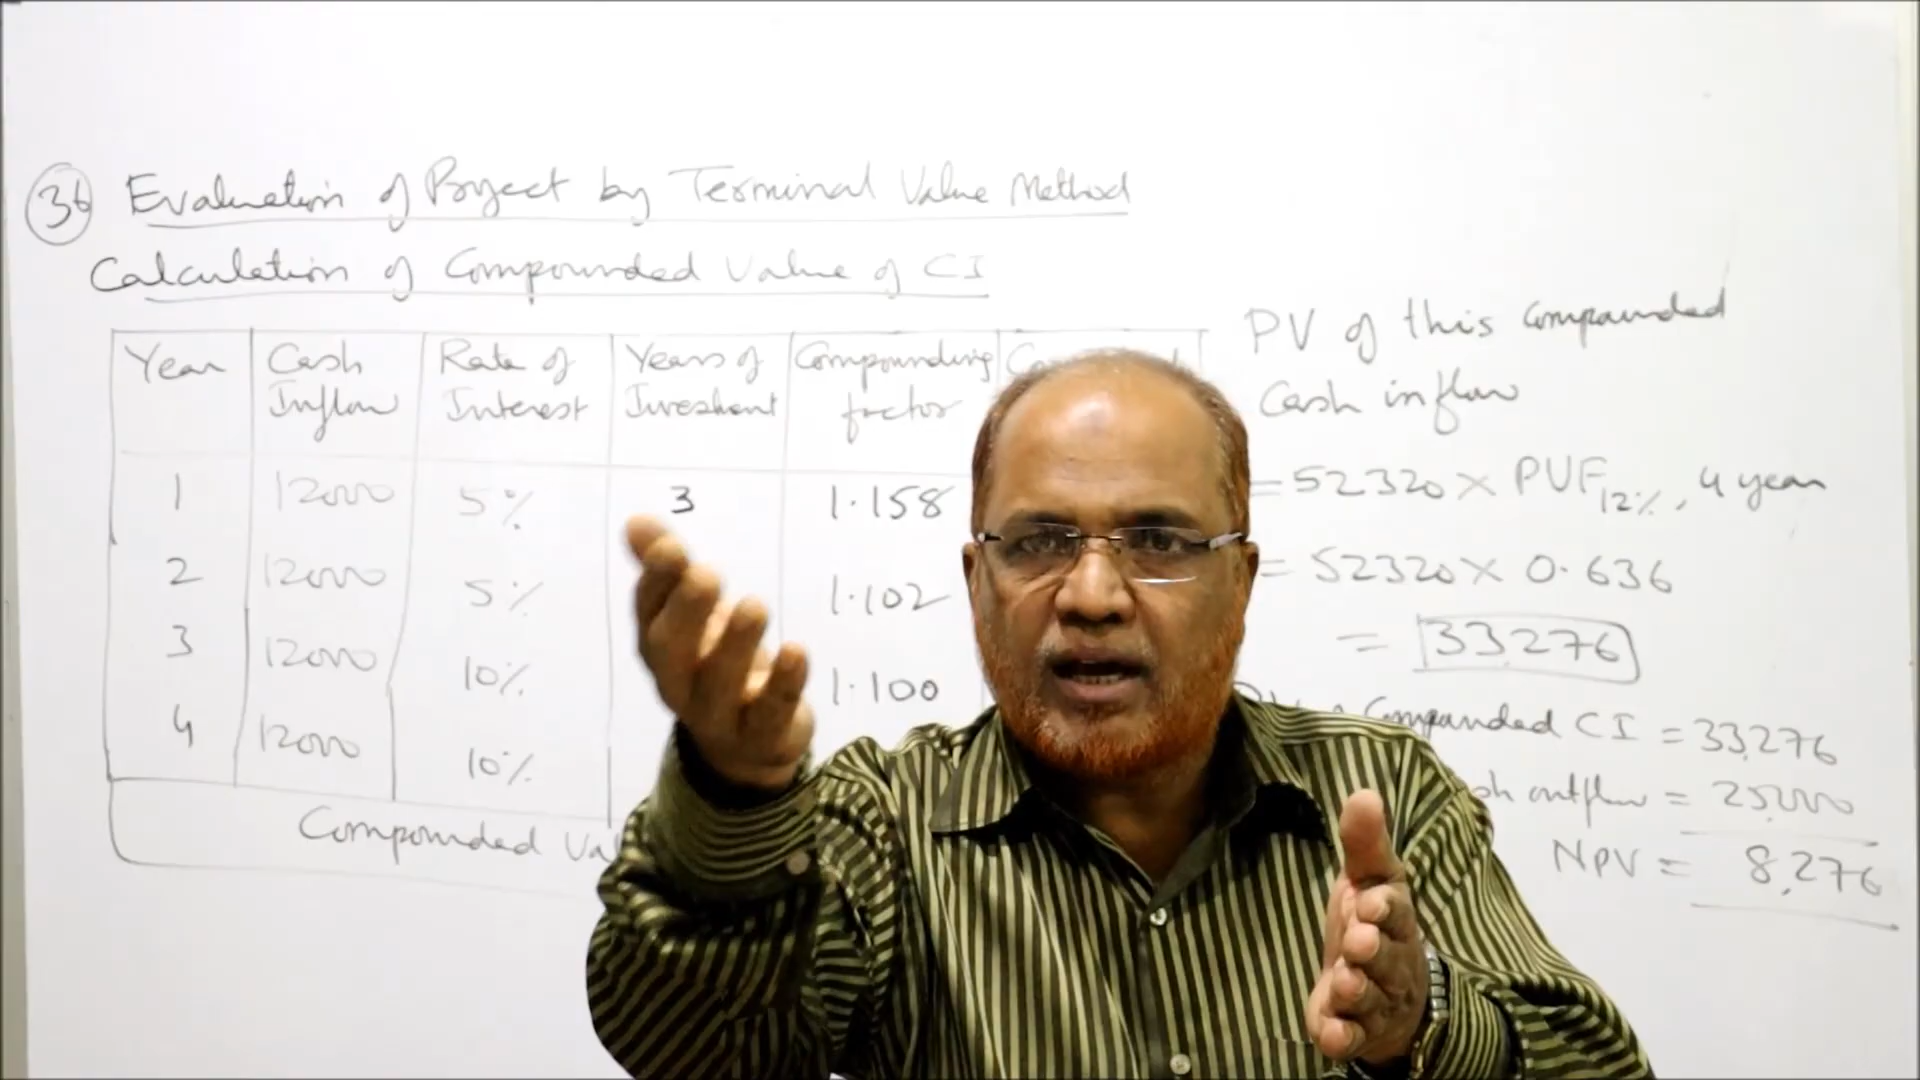 36 Evaluation of Project by Terminal Value Method
Calculation of Compounded Value of CI
Year Cash Inflow Rate of Interest Years of Investment Compounding factor
1 12000 5% 3 1.158
2 12000 5% 1.102
3 12000 10% 1.100
4 12000 10%
Compounded
PV of this Compounded
Cash inflow
= 52320 × PVF12%, 4 year
= 52320 × 0.636
= 33,276
Compounded CI = 33,276
outflow = 25,000
NPV = 8,276